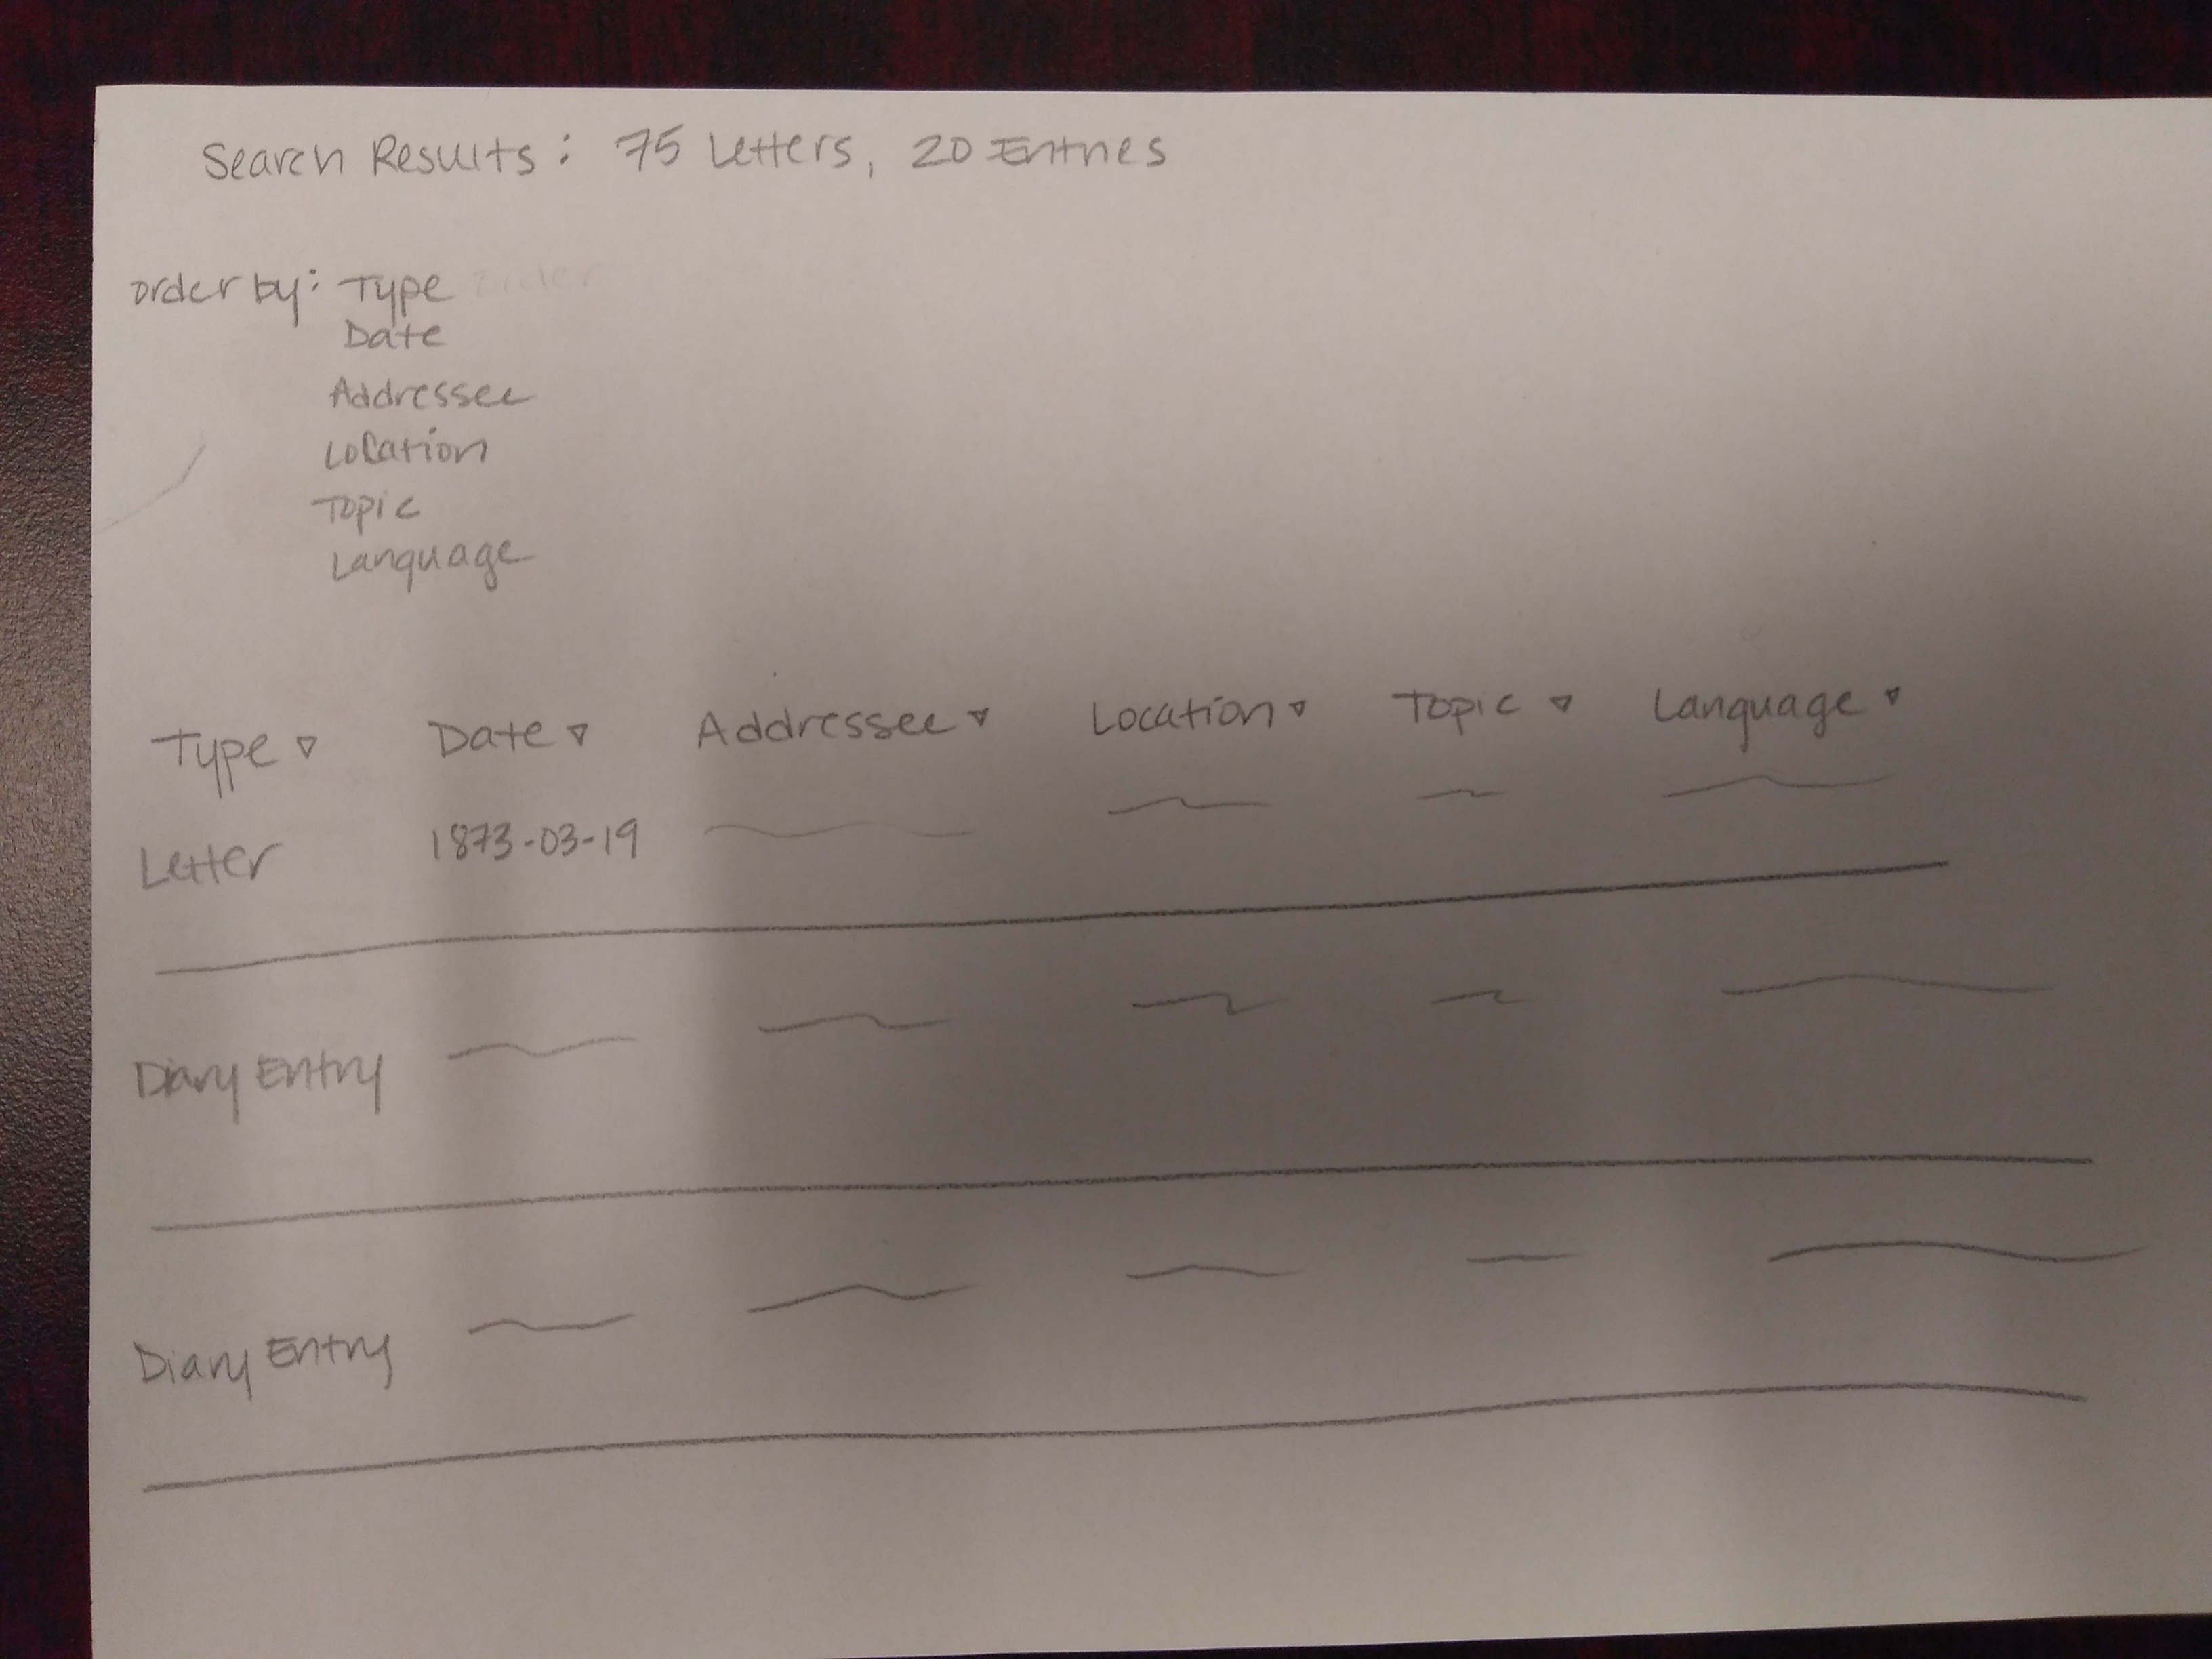 Search Results: 75 Letters, 20 Entries
order by: Type order
Date
Addressee
Location
Topic
Language
Type ▽ Date ▽ Addressee ▽ Location ▽ Topic ▽ Language ▽
Letter 1873-03-19
Diary Entry
Diary Entry